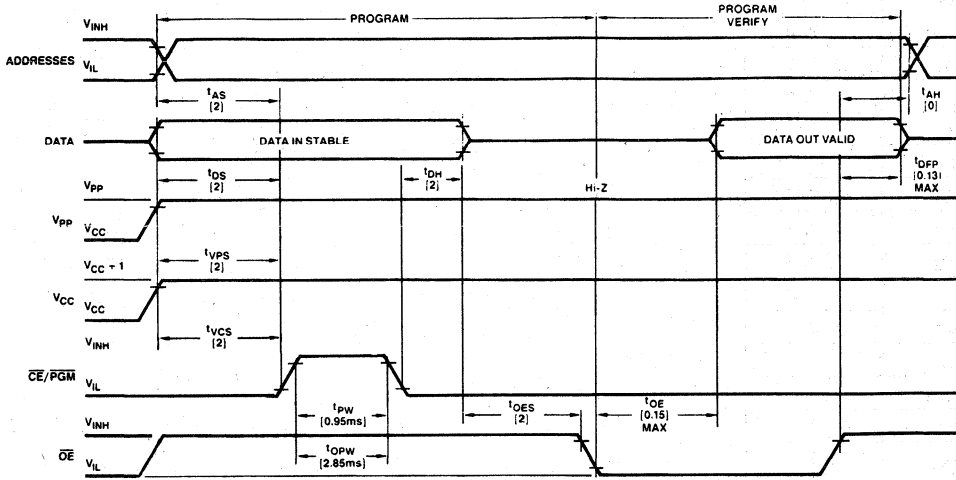 PROGRAM
PROGRAM
VERIFY
VINH
ADDRESSES
VIL
tAS
[2]
tAH
[0]
DATA
DATA IN STABLE
DATA OUT VALID
tDS
[2]
tDH
[2]
Hi-Z
tDFP
[0.13]
MAX
VPP
VPP
VCC
tVPS
[2]
VCC + 1
VCC
VCC
tVCS
[2]
VINH
CE/PGM
VIL
tPW
[0.95ms]
tOES
[2]
tOE
[0.15]
MAX
VINH
tOPW
[2.85ms]
OE
VIL